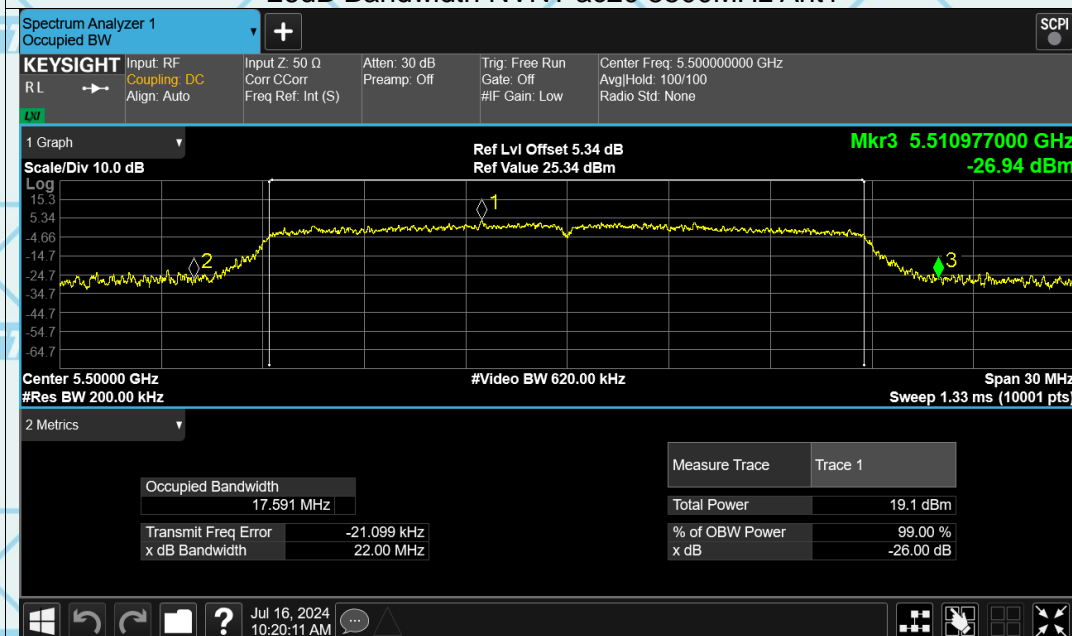 Spectrum Analyzer 1
Occupied BW
+
SCPI
KEYSIGHT
RL
LXI
Input: RF
Coupling: DC
Align: Auto
Input Z: 50 Ω
Corr CCorr
Freq Ref: Int (S)
Atten: 30 dB
Preamp: Off
Trig: Free Run
Gate: Off
#IF Gain: Low
Center Freq: 5.500000000 GHz
Avg|Hold: 100/100
Radio Std: None
1 Graph
Scale/Div 10.0 dB
Ref Lvl Offset 5.34 dB
Ref Value 25.34 dBm
Mkr3 5.510977000 GHz
-26.94 dBm
Log
15.3
5.34
-4.66
-14.7
-24.7
-34.7
-44.7
-54.7
-64.7
1
2
3
Center 5.50000 GHz
#Res BW 200.00 kHz
#Video BW 620.00 kHz
Span 30 MHz
Sweep 1.33 ms (10001 pts)
2 Metrics
Measure Trace Trace 1
Occupied Bandwidth
17.591 MHz
Total Power 19.1 dBm
Transmit Freq Error -21.099 kHz
% of OBW Power 99.00 %
x dB Bandwidth 22.00 MHz
x dB -26.00 dB
?
Jul 16, 2024
10:20:11 AM